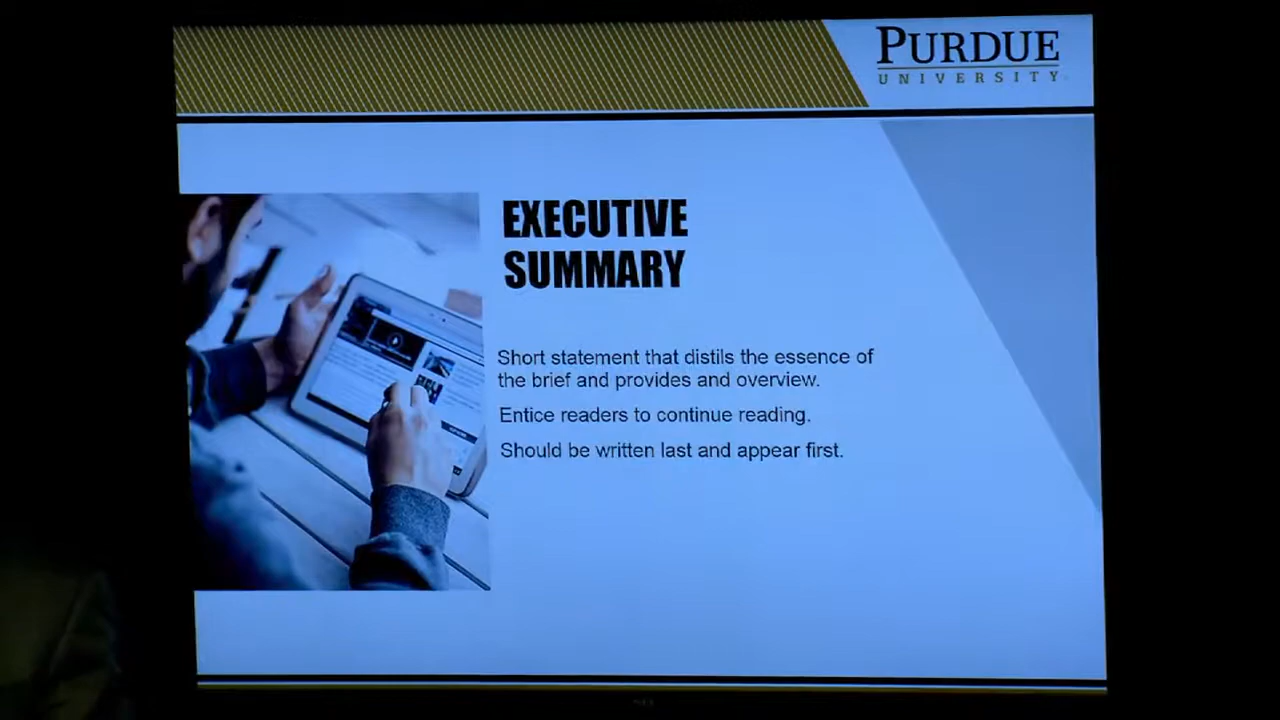 PURDUE
UNIVERSITY
EXECUTIVE
SUMMARY
Short statement that distils the essence of
the brief and provides and overview.
Entice readers to continue reading.
Should be written last and appear first.